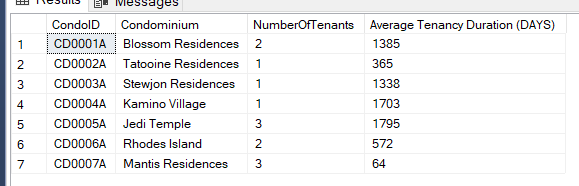 Results Messages
CondoID Condominium NumberOfTenants Average Tenancy Duration (DAYS)
1 CD0001A Blossom Residences 2 1385
2 CD0002A Tatooine Residences 1 365
3 CD0003A Stewjon Residences 1 1338
4 CD0004A Kamino Village 1 1703
5 CD0005A Jedi Temple 3 1795
6 CD0006A Rhodes Island 2 572
7 CD0007A Mantis Residences 3 64